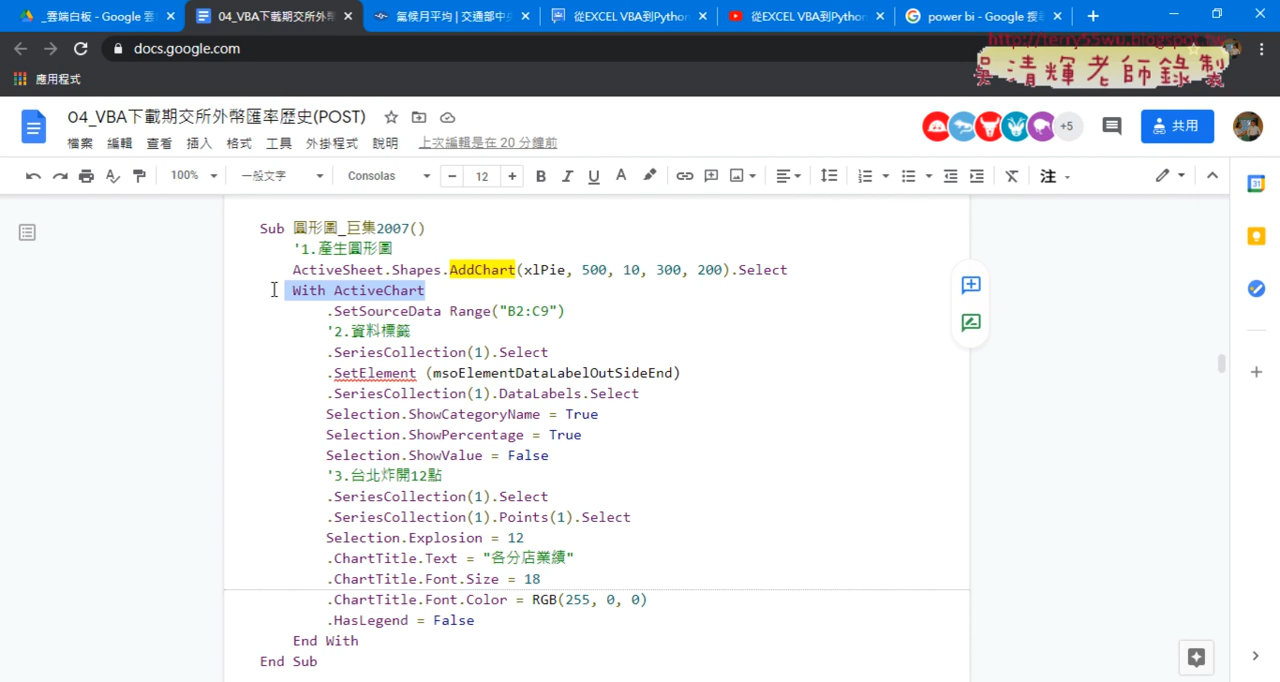 _雲端白板 - Google 雲
04_VBA下載期交所外幣
氣候月平均 | 交通部中央
從EXCEL VBA到Python
從EXCEL VBA到Python
power bi - Google 搜尋
docs.google.com
http://terry55wu.blogspot.tw
吳清輝老師錄製
應用程式
04_VBA下載期交所外幣匯率歷史(POST)
檔案 編輯 查看 插入 格式 工具 外掛程式 說明 上次編輯是在 20 分鐘前
+5
共用
100% 一般文字 Consolas 12 B I U A 注
31
Sub 圓形圖_巨集2007()
'1.產生圓形圖
ActiveSheet.Shapes.AddChart(xlPie, 500, 10, 300, 200).Select
With ActiveChart
.SetSourceData Range("B2:C9")
'2.資料標籤
.SeriesCollection(1).Select
.SetElement (msoElementDataLabelOutSideEnd)
.SeriesCollection(1).DataLabels.Select
Selection.ShowCategoryName = True
Selection.ShowPercentage = True
Selection.ShowValue = False
'3.台北炸開12點
.SeriesCollection(1).Select
.SeriesCollection(1).Points(1).Select
Selection.Explosion = 12
.ChartTitle.Text = "各分店業績"
.ChartTitle.Font.Size = 18
.ChartTitle.Font.Color = RGB(255, 0, 0)
.HasLegend = False
End With
End Sub